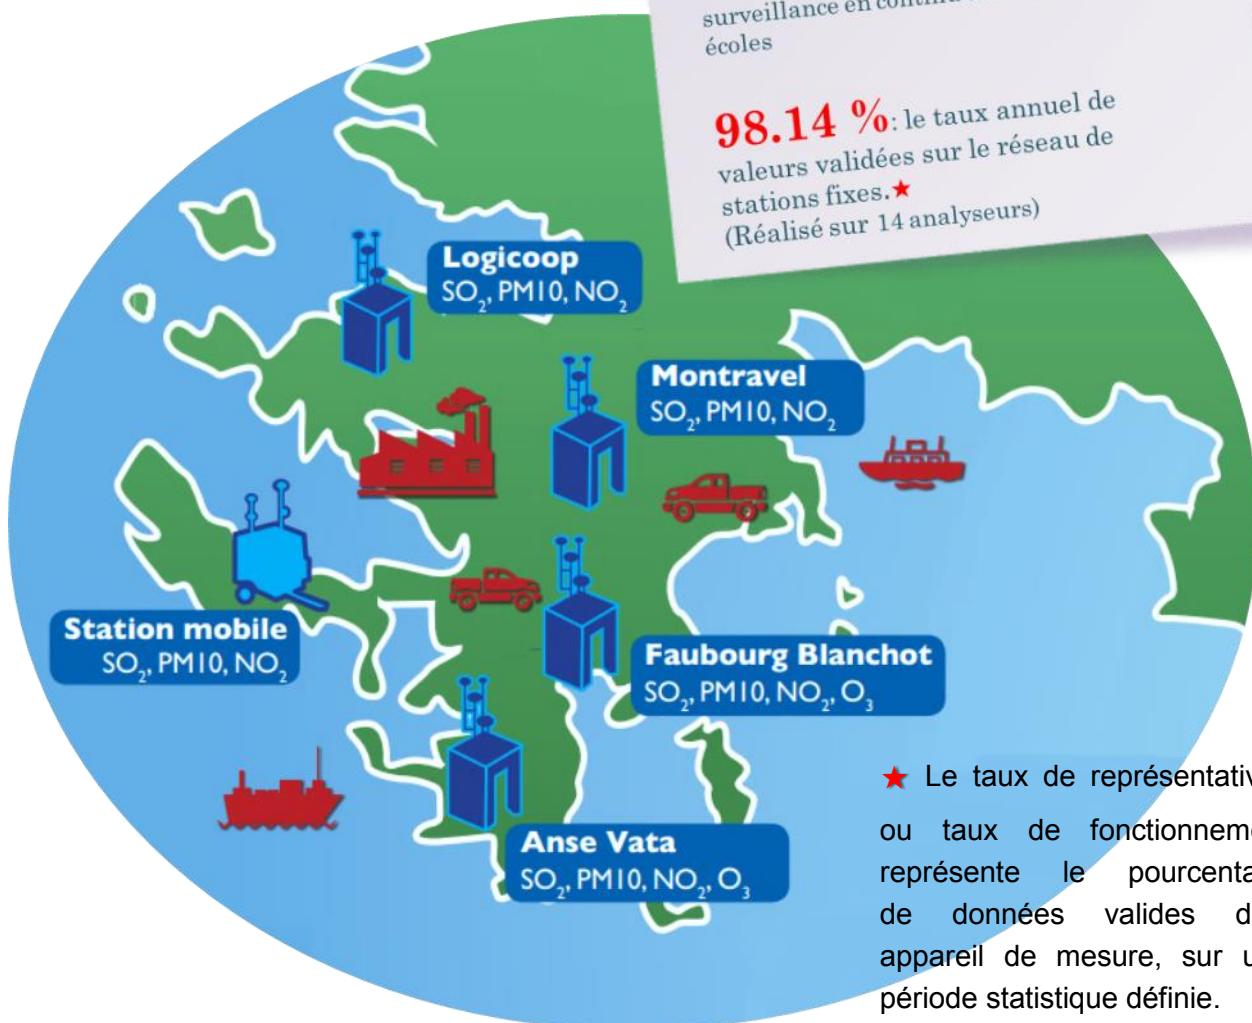 surveillance en continu
écoles
98.14 %: le taux annuel de
valeurs validées sur le réseau de
stations fixes.★
(Réalisé sur 14 analyseurs)
Logicoop
SO₂, PM10, NO₂
Montravel
SO₂, PM10, NO₂
Station mobile
SO₂, PM10, NO₂
Faubourg Blanchot
SO₂, PM10, NO₂, O₃
Anse Vata
SO₂, PM10, NO₂, O₃
★ Le taux de
ou taux de
représente le
de données valides
appareil de mesure, sur
période statistique définie.